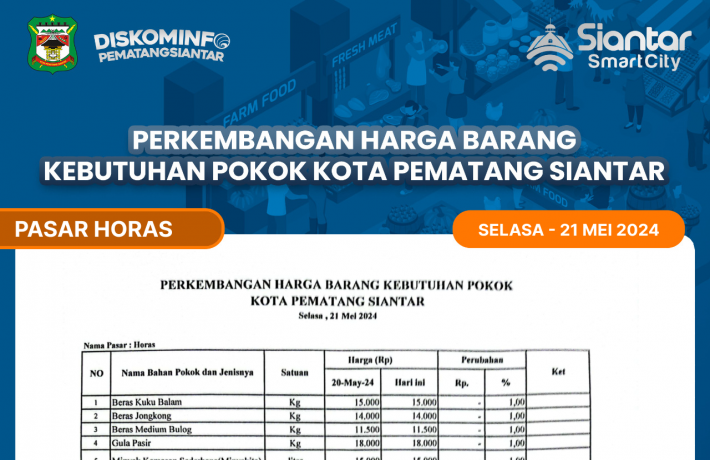 DISKOMINFO
PEMATANGSIANTAR
Siantar
SmartCity
FRESH MEAT
FARM FOOD
FARM FOOD
PERKEMBANGAN HARGA BARANG
KEBUTUHAN POKOK KOTA PEMATANG SIANTAR
PASAR HORAS
SELASA - 21 MEI 2024
PERKEMBANGAN HARGA BARANG KEBUTUHAN POKOK
KOTA PEMATANG SIANTAR
Selasa , 21 Mei 2024
Nama Pasar : Horas
NO Nama Bahan Pokok dan Jenisnya Satuan Harga (Rp) Perubahan Ket
20-May-24 Hari ini Rp. %
1 Beras Kuku Balam Kg 15.000 15.000 - 1,00
2 Beras Jongkong Kg 14.000 14.000 - 1,00
3 Beras Medium Bulog Kg 11.500 11.500 - 1,00
4 Gula Pasir Kg 18.000 18.000 - 1,00